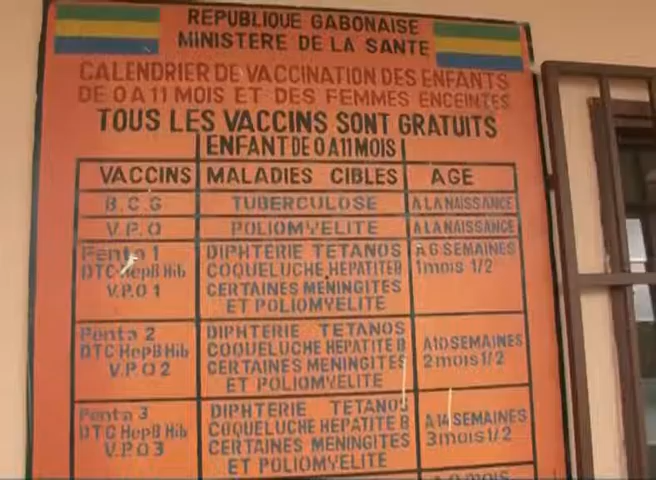 REPUBLIQUE GABONAISE
MINISTERE DE LA SANTE
CALENDRIER DE VACCINATION DES ENFANTS
DE 0 A 11 MOIS ET DES FEMMES ENCEINTES
TOUS LES VACCINS SONT GRATUITS
ENFANT DE 0 A 11 MOIS
VACCINS MALADIES CIBLES AGE
B.C.G TUBERCULOSE A LA NAISSANCE
V.P.O POLIOMYELITE A LA NAISSANCE
Penta 1 DIPHTERIE TETANOS A 6 SEMAINES
DTC HepB Hib COQUELUCHE HEPATITE B 1 mois 1/2
V.P.O 1 CERTAINES MENINGITES
ET POLIOMYELITE
Penta 2 DIPHTERIE TETANOS A 10 SEMAINES
DTC HepB Hib COQUELUCHE HEPATITE B 2 mois 1/2
V.P.O 2 CERTAINES MENINGITES
ET POLIOMYELITE
Penta 3 DIPHTERIE TETANOS A 14 SEMAINES
DTC HepB Hib COQUELUCHE HEPATITE B 3 mois 1/2
V.P.O 3 CERTAINES MENINGITES
ET POLIOMYELITE
MOIS